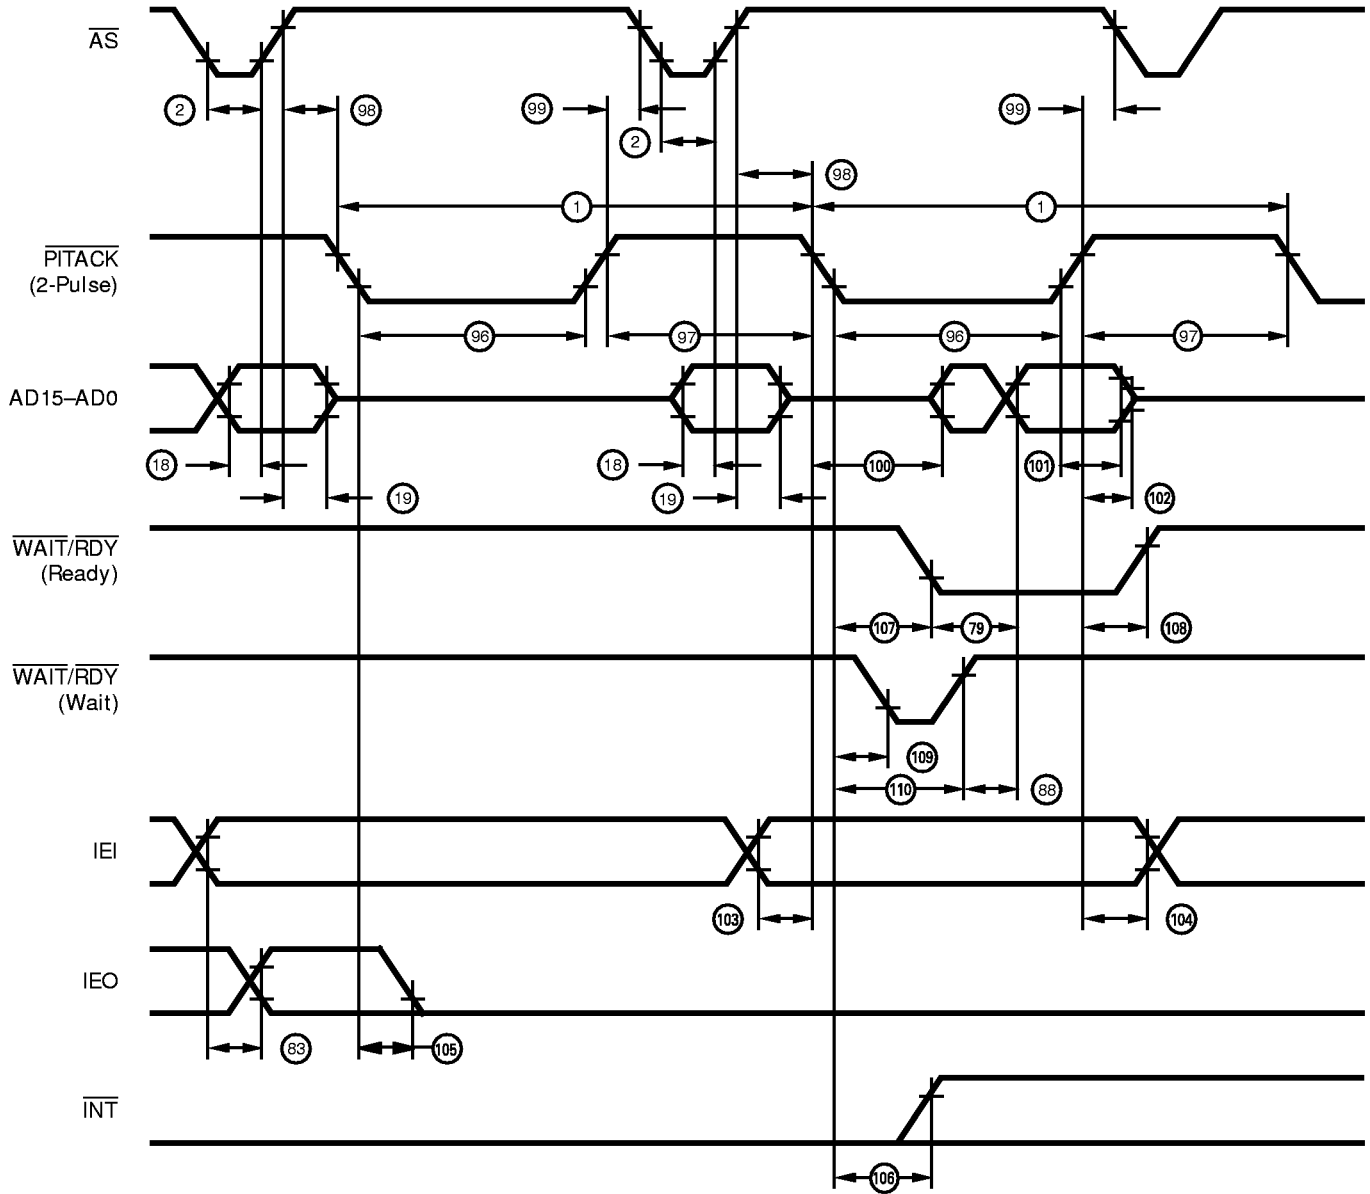 AS
2
98
99
2
99
98
1
1
PITACK
(2-Pulse)
96
97
96
97
AD15–AD0
18
18
100
101
19
19
102
WAIT/RDY
(Ready)
107
79
108
WAIT/RDY
(Wait)
109
110
88
IEI
103
104
IEO
83
105
INT
106